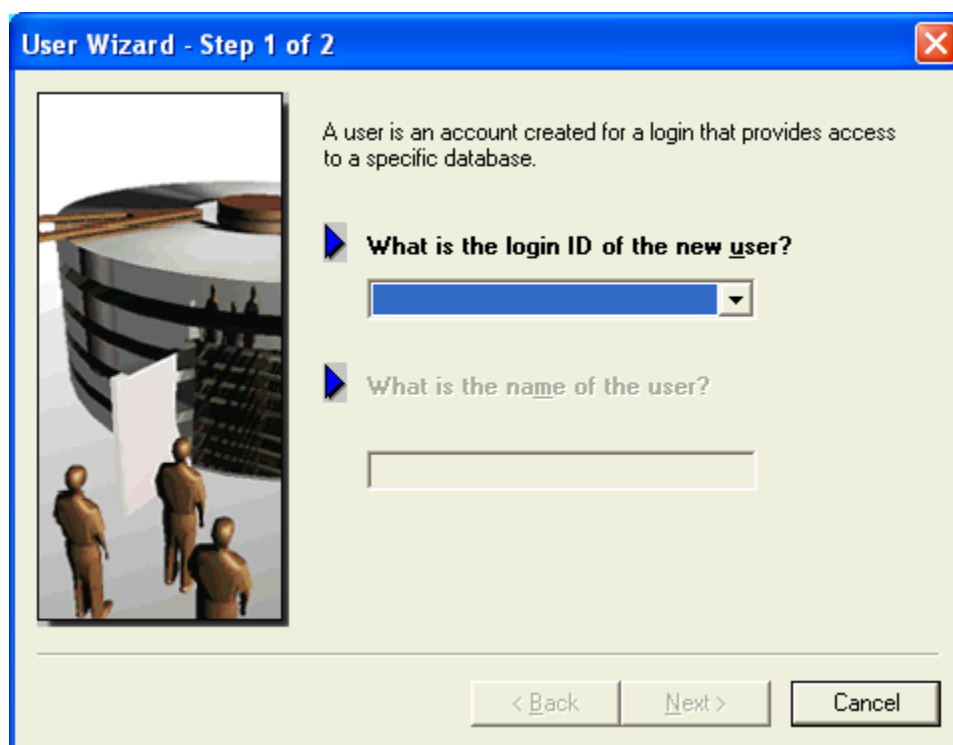 User Wizard - Step 1 of 2
A user is an account created for a login that provides access
to a specific database.
What is the login ID of the new user?
What is the name of the user?
< Back
Next >
Cancel